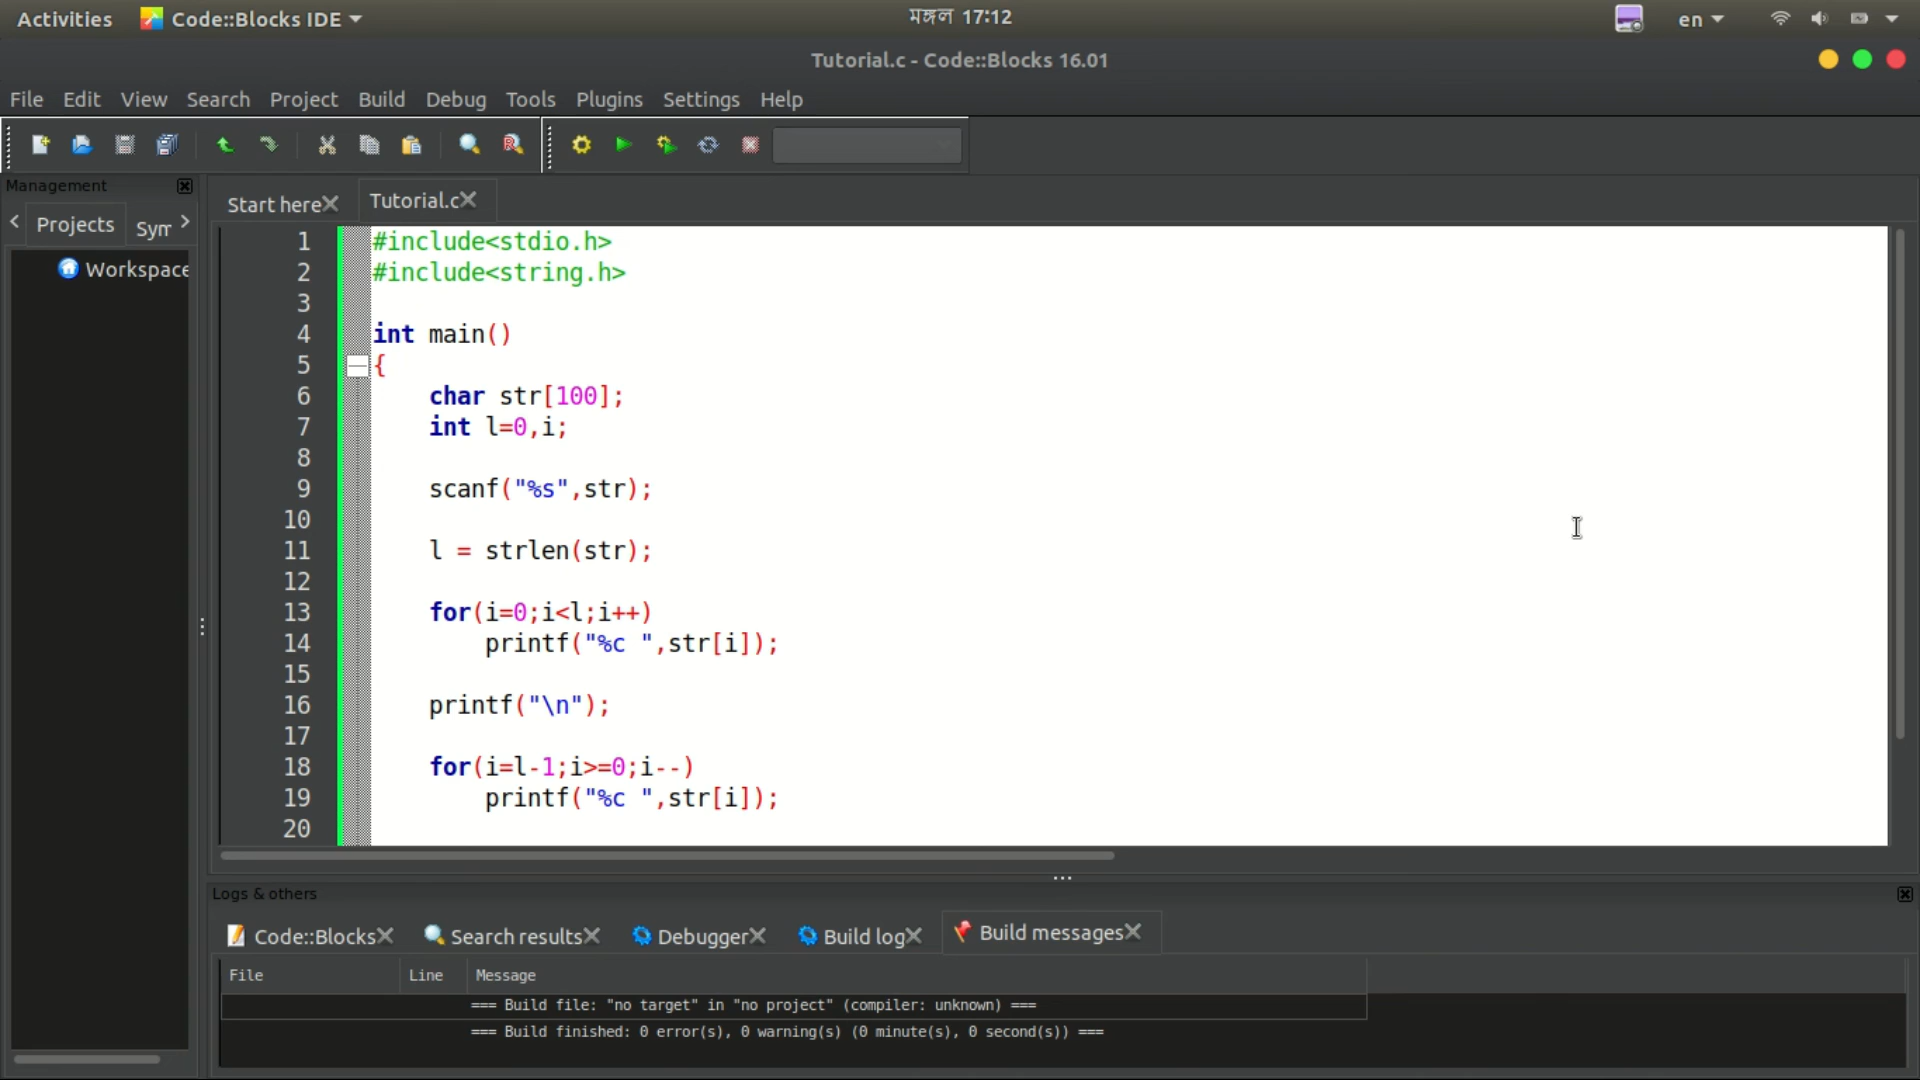 Activities Code::Blocks IDE মঙ্গল 17:12 en
Tutorial.c - Code::Blocks 16.01
File Edit View Search Project Build Debug Tools Plugins Settings Help
Management
Projects Sym
Workspace
Start here Tutorial.c
1 #include<stdio.h>
2 #include<string.h>
3
4 int main()
5 {
6 char str[100];
7 int l=0,i;
8
9 scanf("%s",str);
10
11 l = strlen(str);
12
13 for(i=0;i<l;i++)
14 printf("%c ",str[i]);
15
16 printf("\n");
17
18 for(i=l-1;i>=0;i--)
19 printf("%c ",str[i]);
20
Logs & others
Code::Blocks Search results Debugger Build log Build messages
File Line Message
=== Build file: "no target" in "no project" (compiler: unknown) ===
=== Build finished: 0 error(s), 0 warning(s) (0 minute(s), 0 second(s)) ===